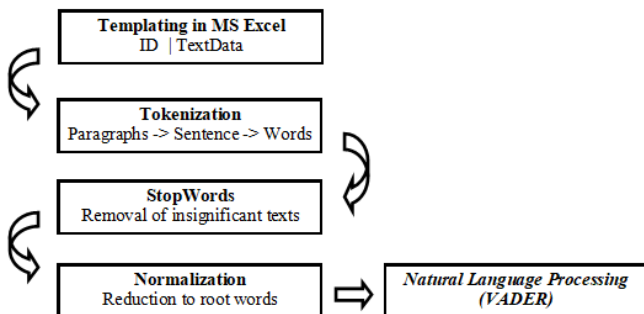 Templating in MS Excel
ID | TextData
Tokenization
Paragraphs -> Sentence -> Words
StopWords
Removal of insignificant texts
Normalization
Reduction to root words
Natural Language Processing
(VADER)